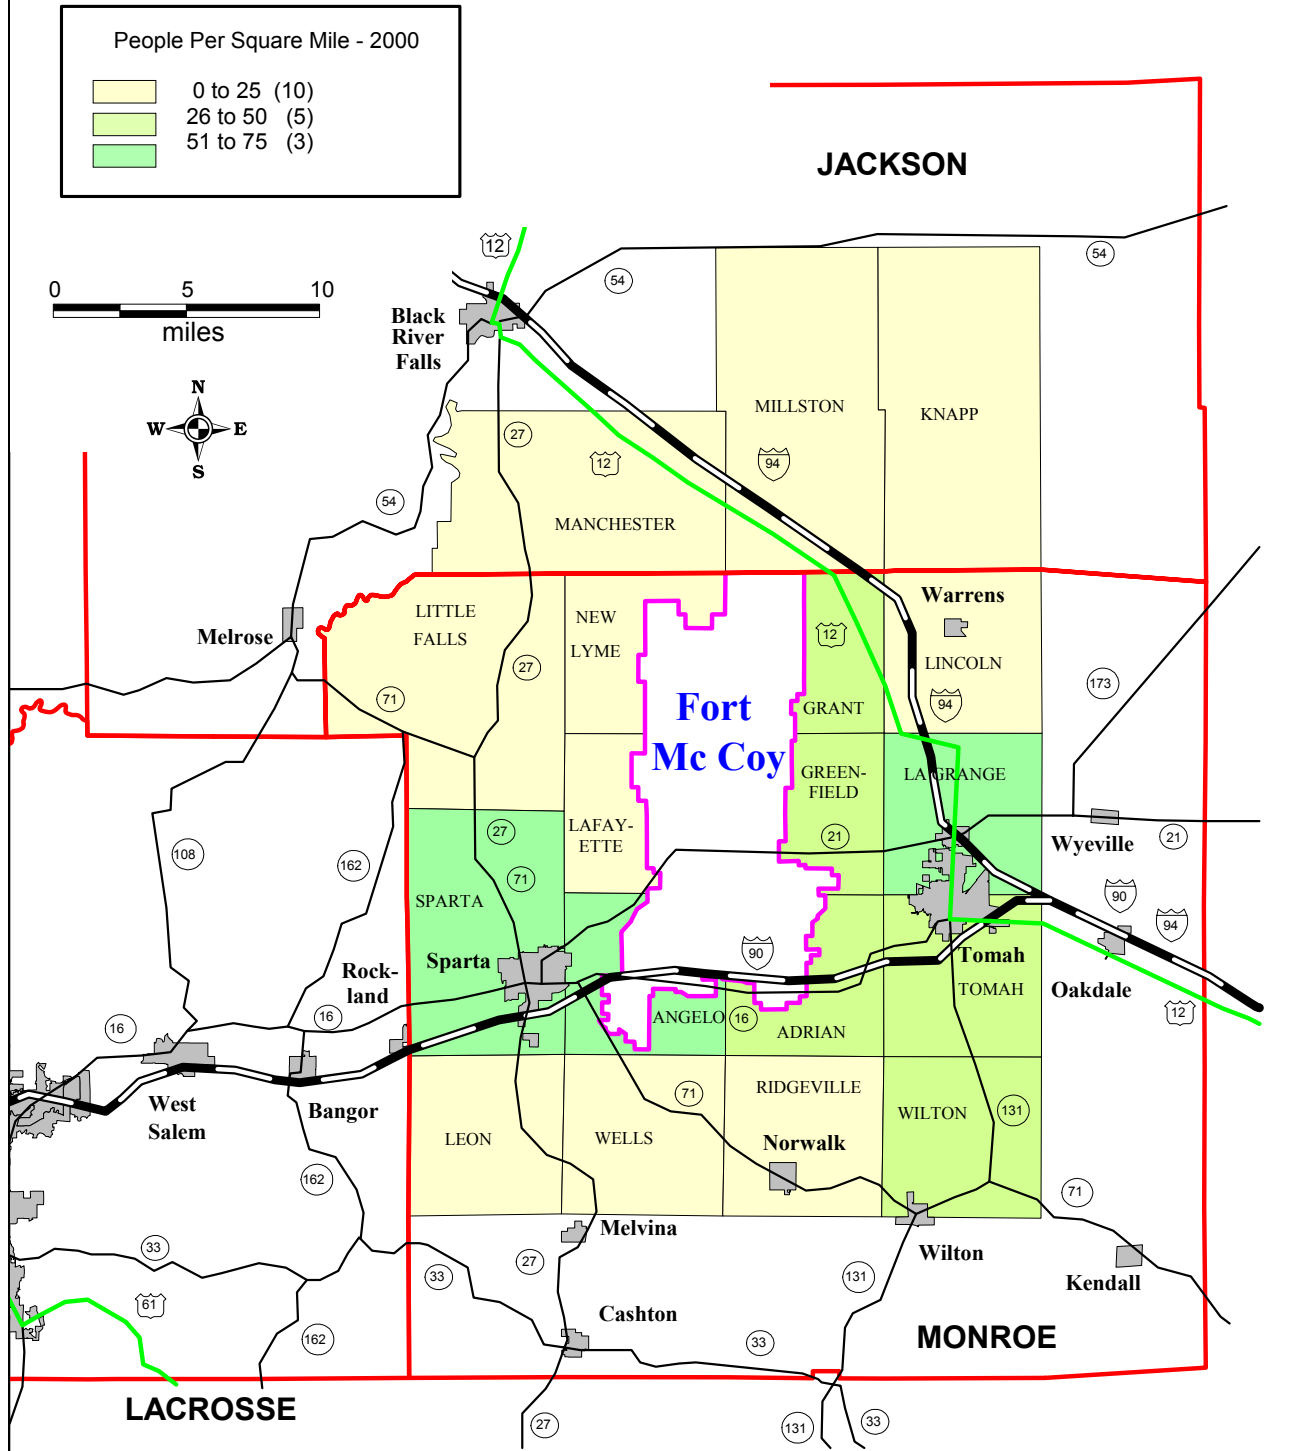 People Per Square Mile - 2000
0 to 25 (10)
26 to 50 (5)
51 to 75 (3)
JACKSON
12
54
54
0 5 10
miles
Black
River
Falls
N
W E
S
MILLSTON
KNAPP
27
12
94
54
MANCHESTER
Warrens
LITTLE
FALLS
NEW
LYME
12
Melrose
LINCOLN
27
173
71
Fort
Mc Coy
GRANT
94
LA GRANGE
GREEN-
FIELD
27
LAFAY-
ETTE
21
21
Wyeville
108
162
71
SPARTA
90
94
90
Sparta
Tomah
Rock-
land
TOMAH
Oakdale
12
16
16
ANGELO
16
ADRIAN
RIDGEVILLE
71
West
Salem
Bangor
WILTON
131
LEON
WELLS
Norwalk
162
71
Melvina
Wilton
33
27
33
131
Kendall
61
Cashton
162
33
MONROE
LACROSSE
27
131
33